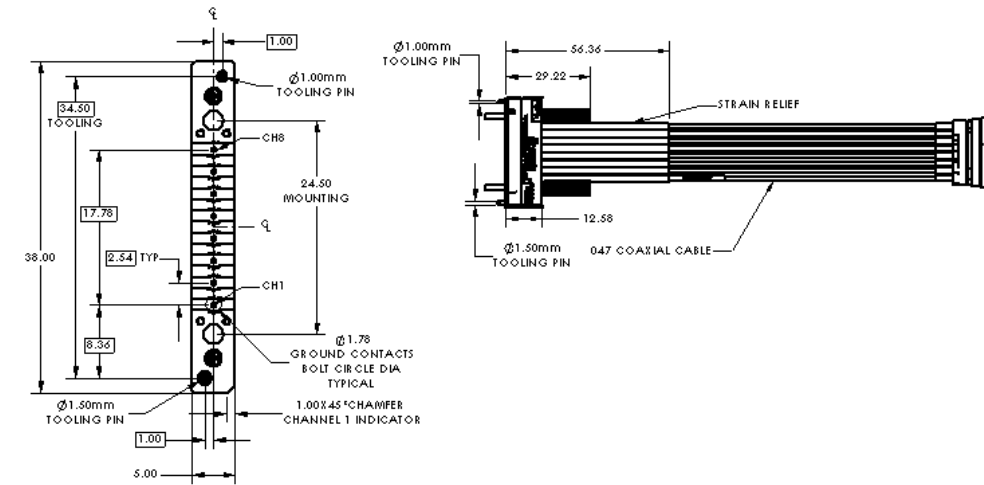 ℄
1.00
Ø1.00mm
TOOLING PIN
34.50
TOOLING
CH8
24.50
MOUNTING
17.78
℄
38.00
2.54 TYP
CH1
8.36
Ø1.78
GROUND CONTACTS
BOLT CIRCLE DIA
TYPICAL
Ø1.50mm
TOOLING PIN
1.00X45°CHAMFER
CHANNEL 1 INDICATOR
1.00
5.00
Ø1.00mm
TOOLING PIN
56.36
29.22
STRAIN RELIEF
12.58
Ø1.50mm
TOOLING PIN
047 COAXIAL CABLE